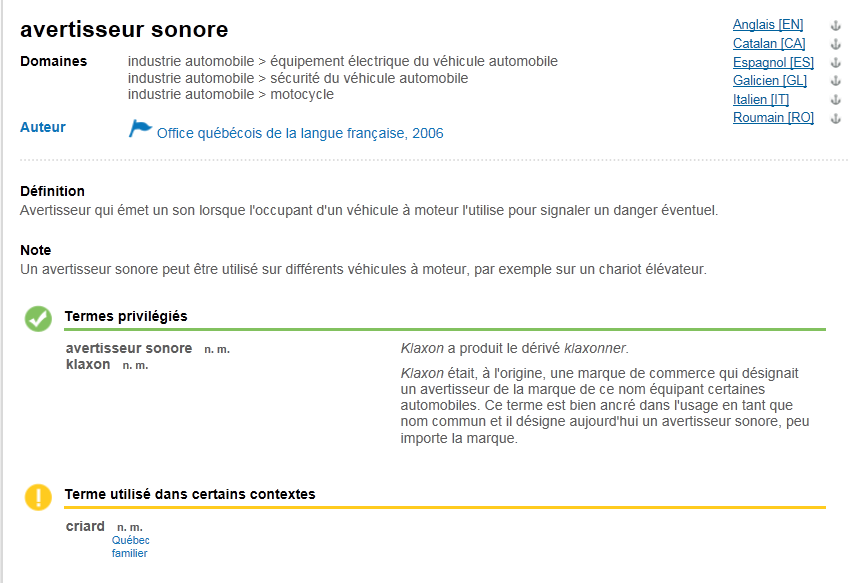 avertisseur sonore
Domaines
industrie automobile > équipement électrique du véhicule automobile
industrie automobile > sécurité du véhicule automobile
industrie automobile > motocycle
Auteur
Office québécois de la langue française, 2006
Anglais [EN]
Catalan [CA]
Espagnol [ES]
Galicien [GL]
Italien [IT]
Roumain [RO]
Définition
Avertisseur qui émet un son lorsque l'occupant d'un véhicule à moteur l'utilise pour signaler un danger éventuel.
Note
Un avertisseur sonore peut être utilisé sur différents véhicules à moteur, par exemple sur un chariot élévateur.
Termes privilégiés
avertisseur sonore n. m.
klaxon n. m.
Klaxon a produit le dérivé klaxonner.
Klaxon était, à l'origine, une marque de commerce qui désignait
un avertisseur de la marque de ce nom équipant certaines
automobiles. Ce terme est bien ancré dans l'usage en tant que
nom commun et il désigne aujourd'hui un avertisseur sonore, peu
importe la marque.
Terme utilisé dans certains contextes
criard n. m.
Québec
familier